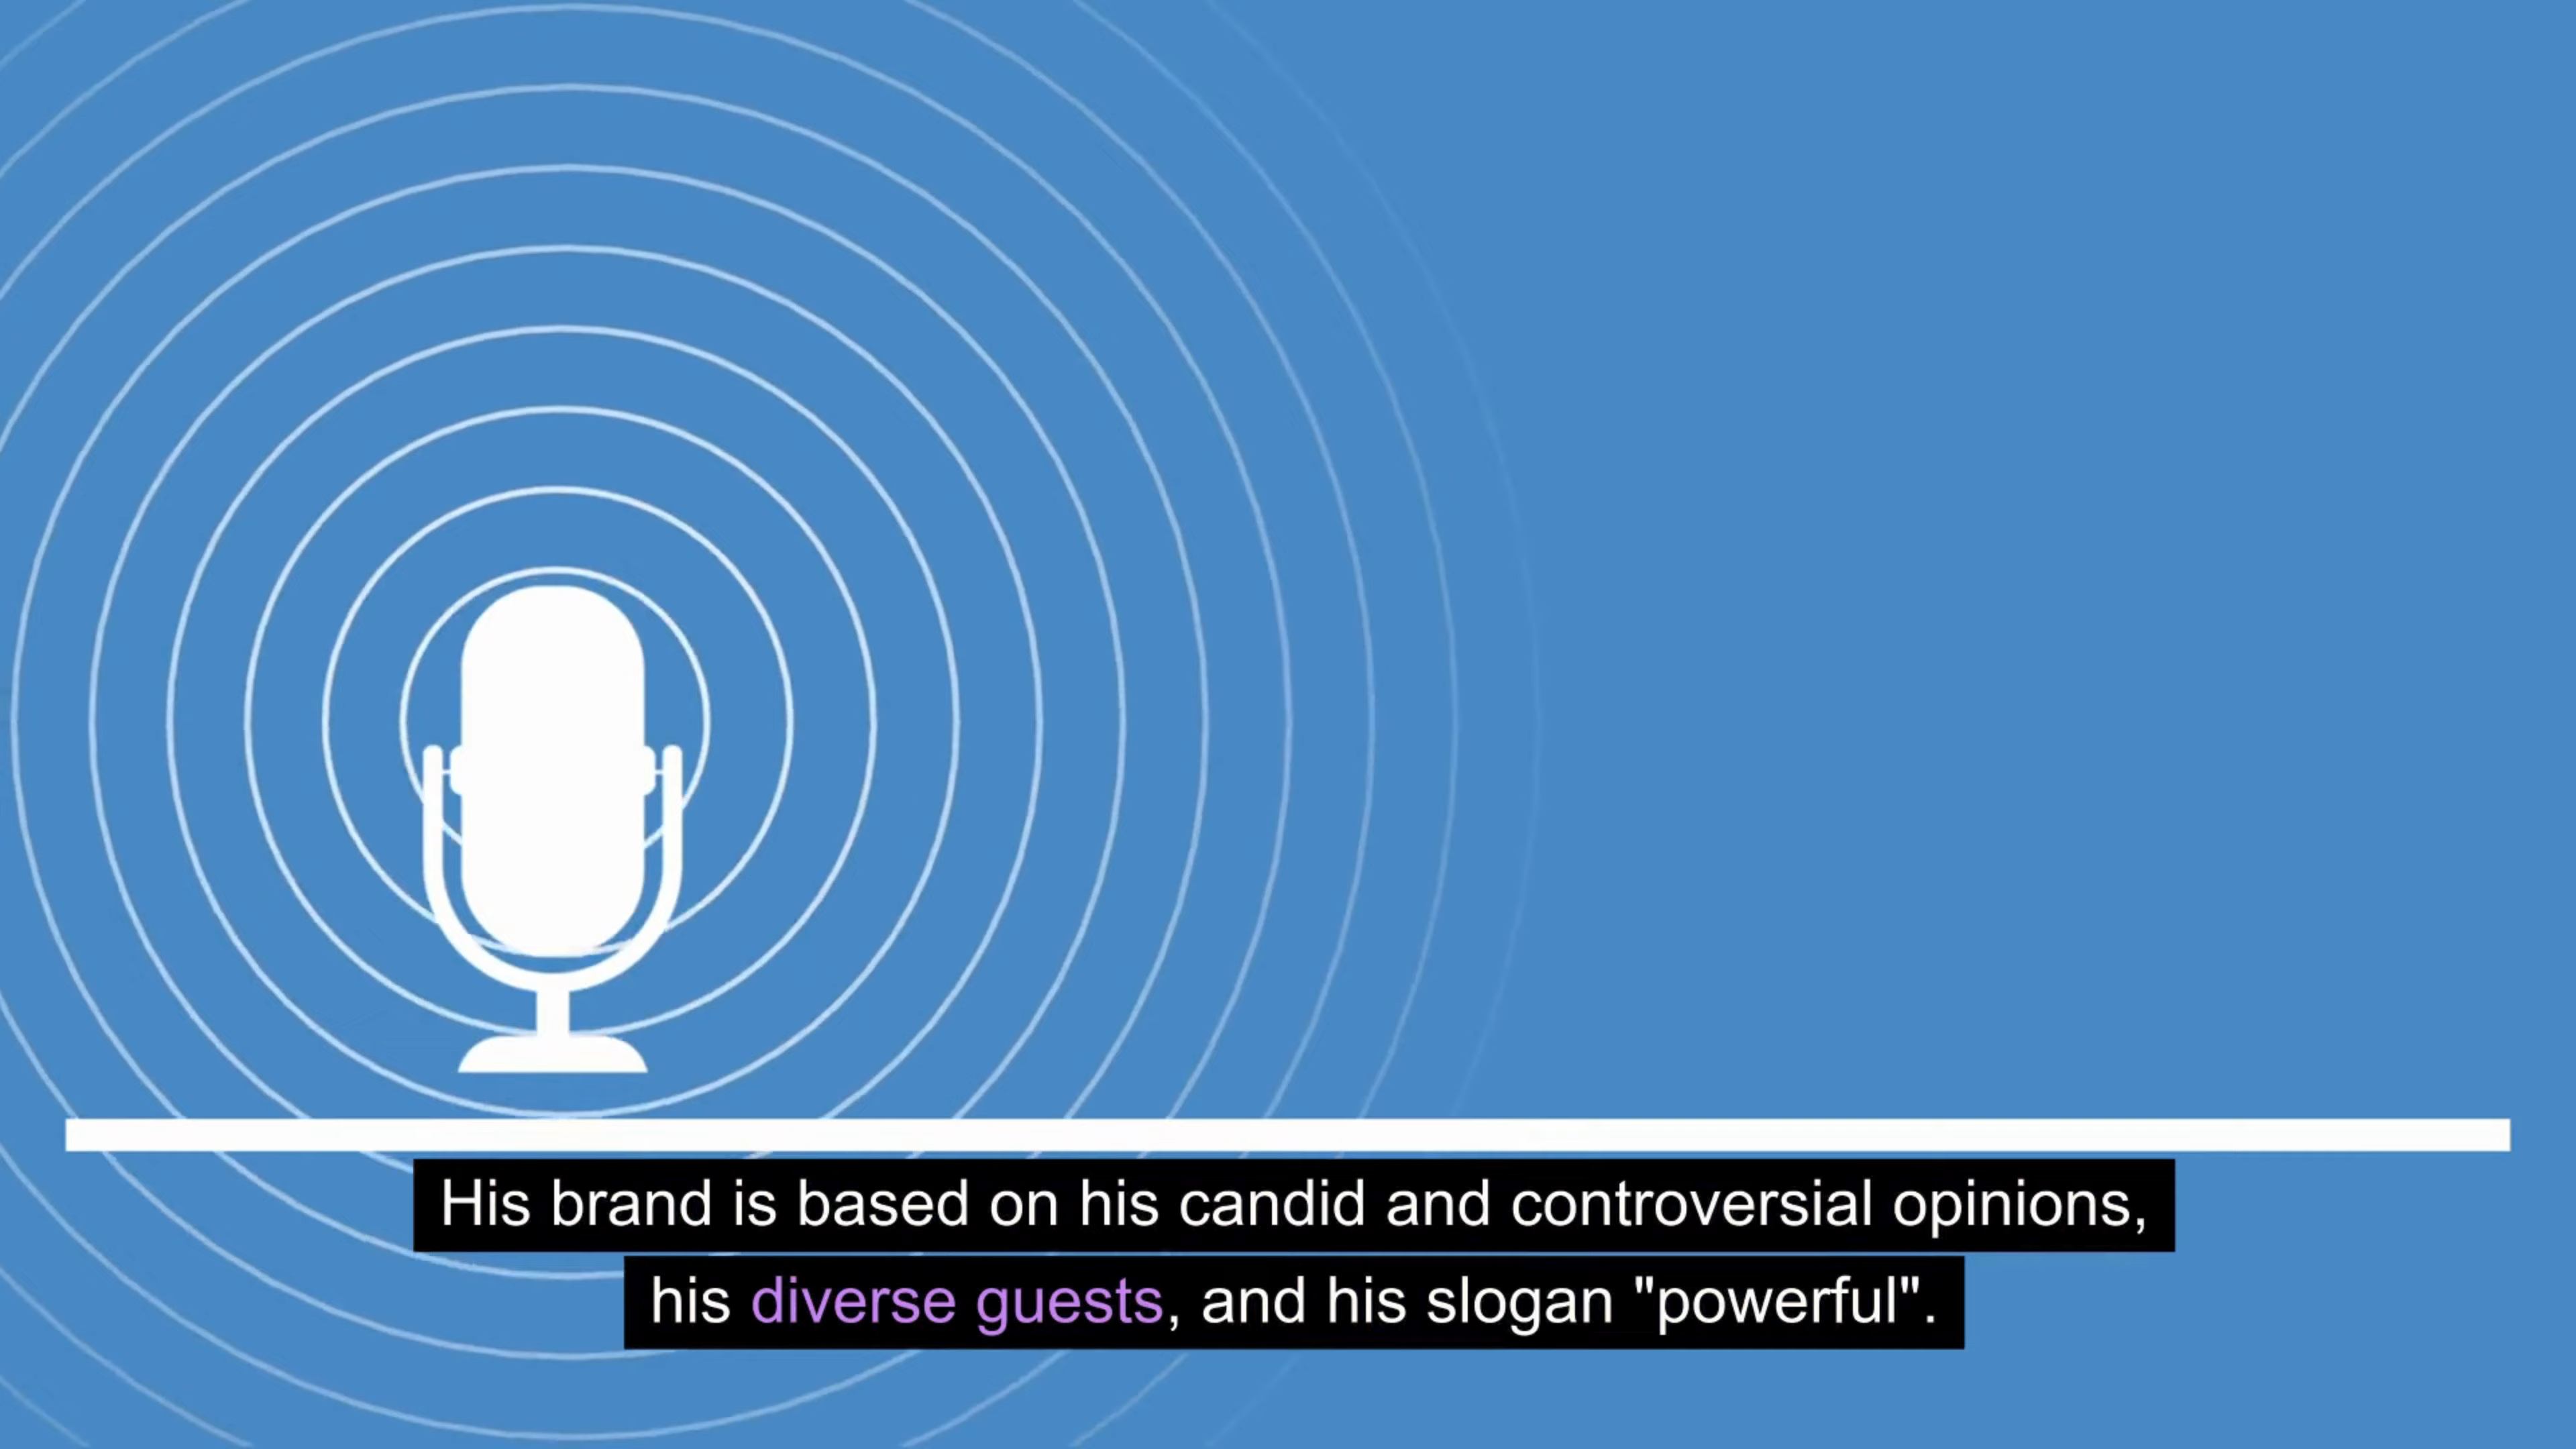 His brand is based on his candid and controversial opinions,
his diverse guests, and his slogan "powerful".